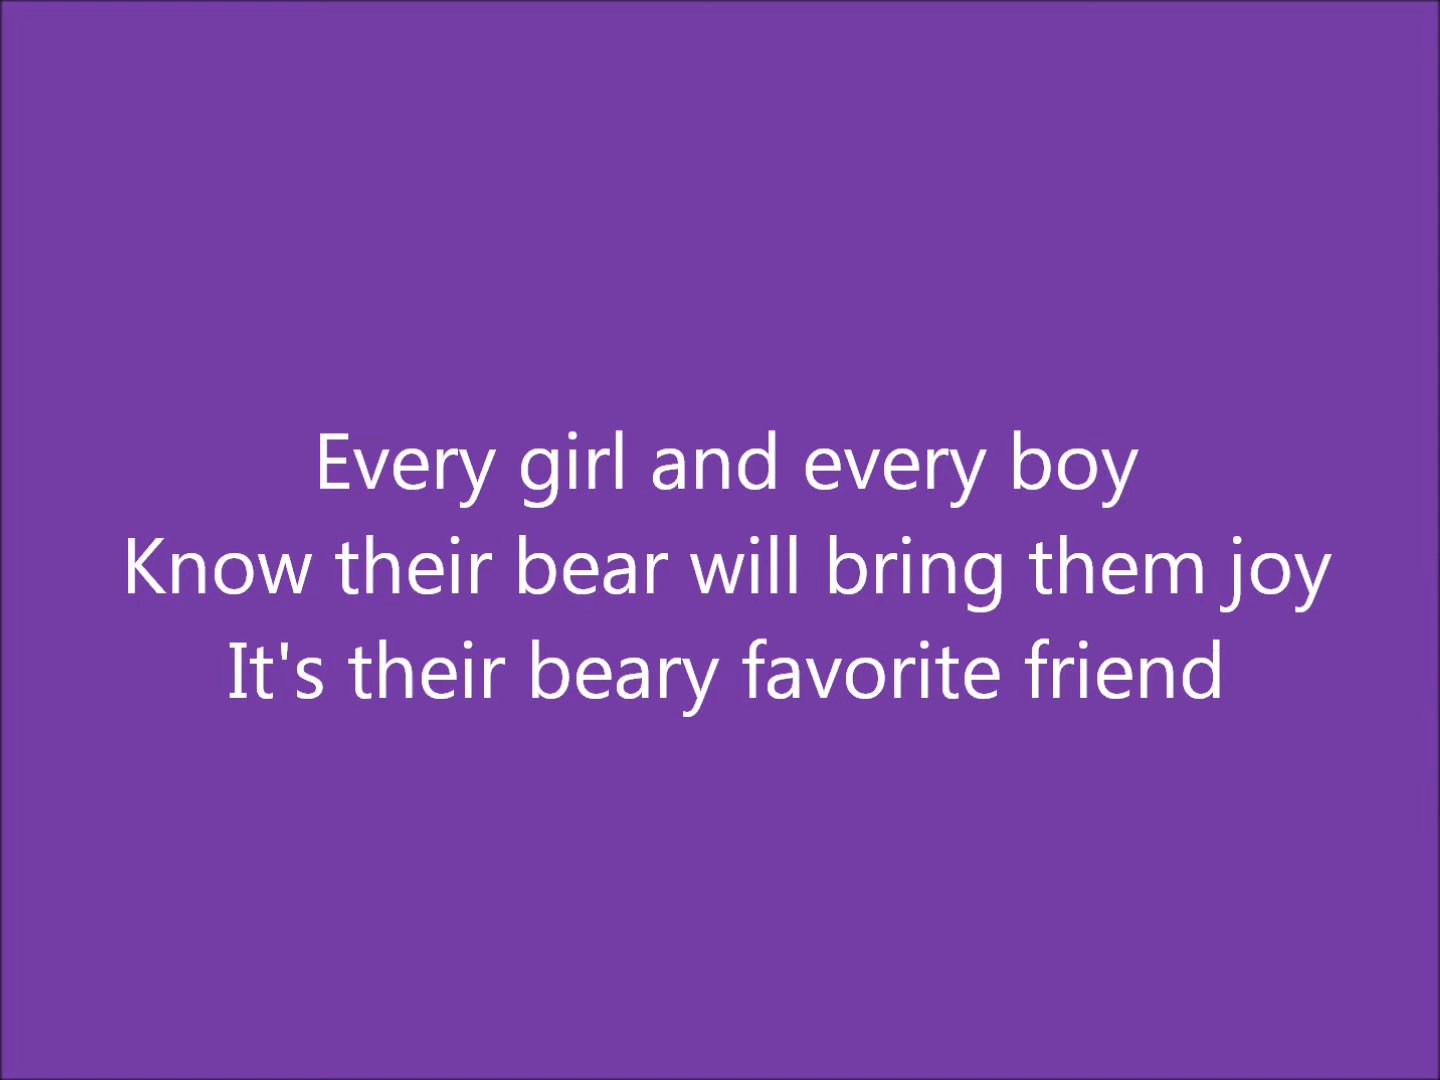 Every girl and every boy
Know their bear will bring them joy
It's their beary favorite friend